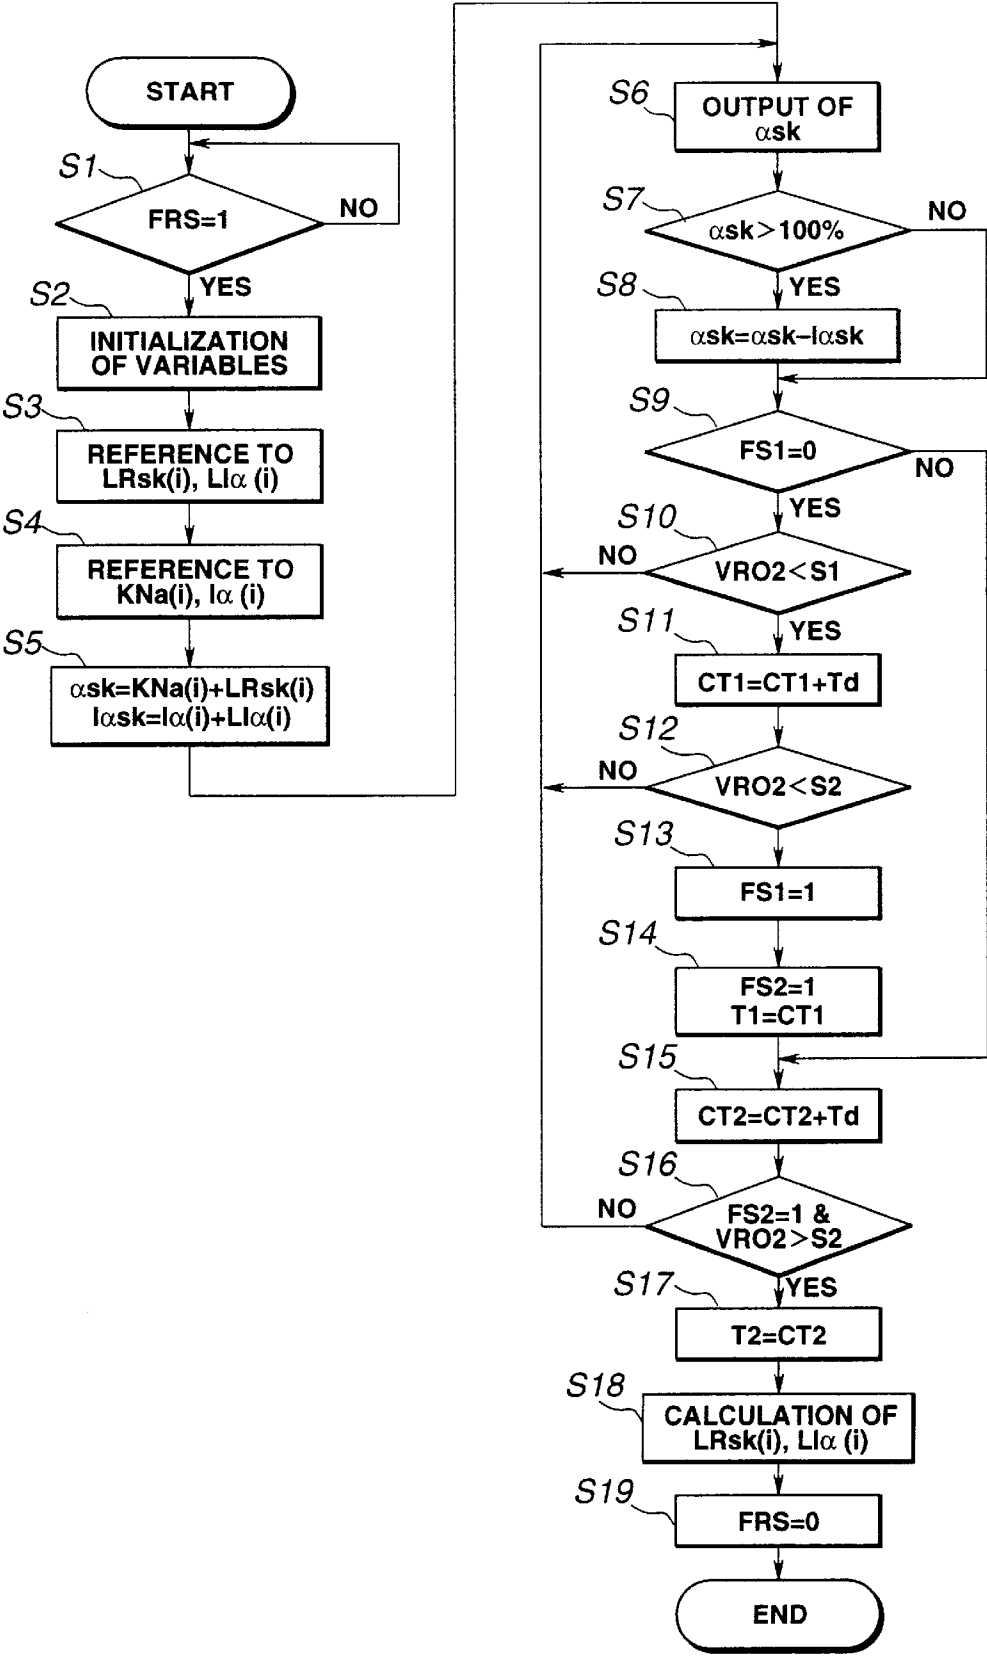 START
S1
FRS=1
NO
YES
S2
INITIALIZATION
OF VARIABLES
S3
REFERENCE TO
LRsk(i), LIα (i)
S4
REFERENCE TO
KNa(i), Iα (i)
S5
αsk=KNa(i)+LRsk(i)
Iαsk=Iα(i)+LIα(i)
S6
OUTPUT OF
αsk
S7
αsk>100%
NO
YES
S8
αsk=αsk–Iαsk
S9
FS1=0
NO
YES
S10
NO
VRO2<S1
YES
S11
CT1=CT1+Td
S12
NO
VRO2<S2
S13
FS1=1
S14
FS2=1
T1=CT1
S15
CT2=CT2+Td
S16
NO
FS2=1 &
VRO2>S2
YES
S17
T2=CT2
S18
CALCULATION OF
LRsk(i), LIα (i)
S19
FRS=0
END